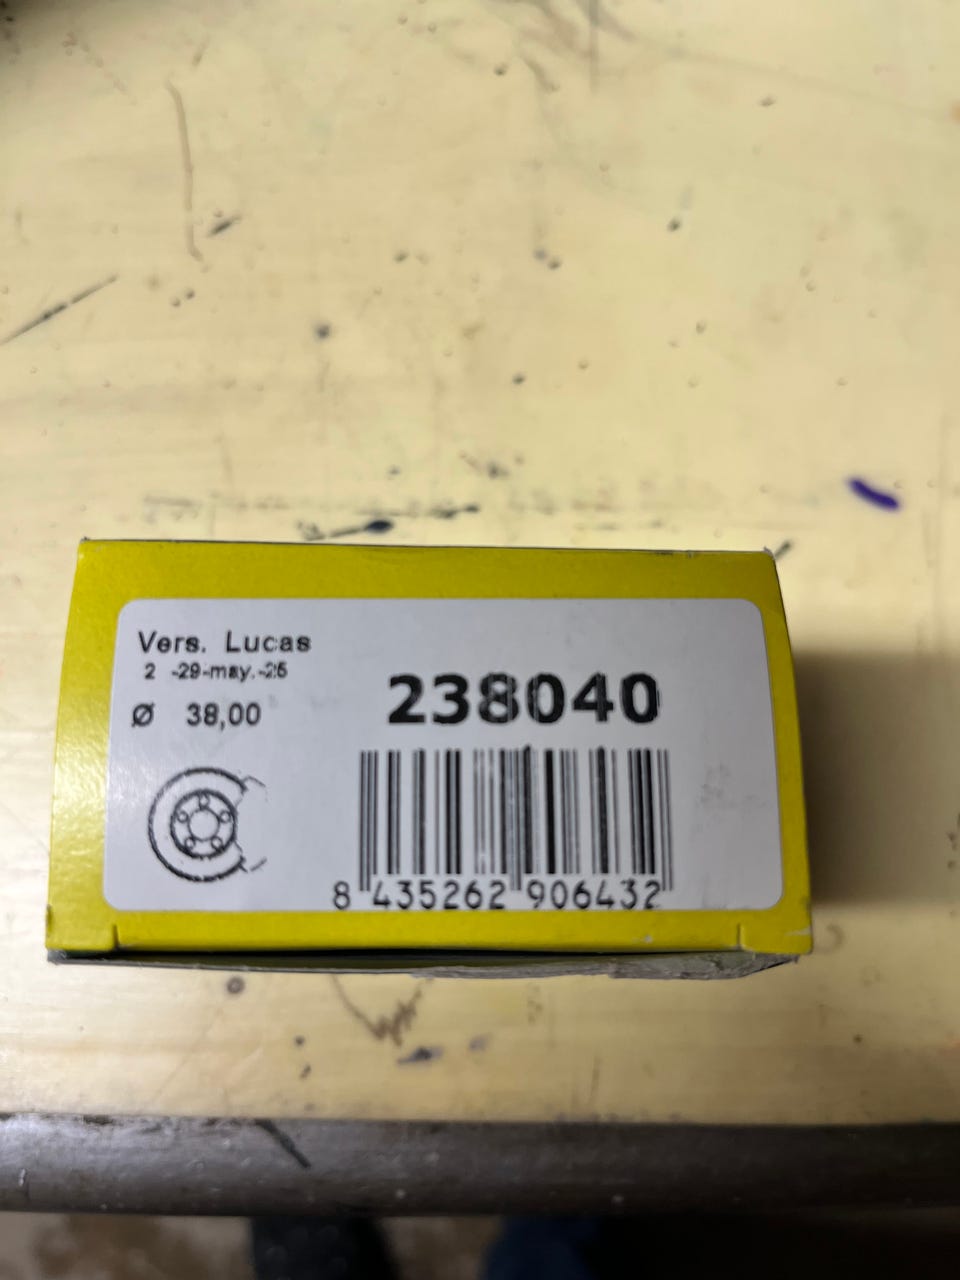 Vers. Lucas
2 -29-may.-25
Ø 38,00
238040
8 435262 906432